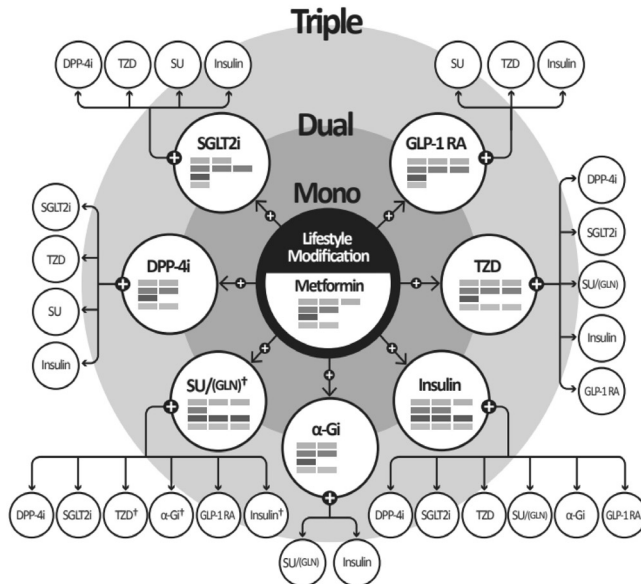 Triple
DPP-4i
TZD
SU
Insulin
SU
TZD
Insulin
Dual
SGLT2i
GLP-1 RA
Mono
DPP-4i
SGLT2i
SGLT2i
Lifestyle
Modification
TZD
DPP-4i
Metformin
TZD
SU/(GLN)
SU
Insulin
Insulin
SU/(GLN)†
Insulin
GLP-1 RA
α-Gi
DPP-4i
SGLT2i
TZD†
α-Gi†
GLP-1 RA
Insulin†
DPP-4i
SGLT2i
TZD
SU/(GLN)
α-Gi
GLP-1 RA
SU/(GLN)
Insulin